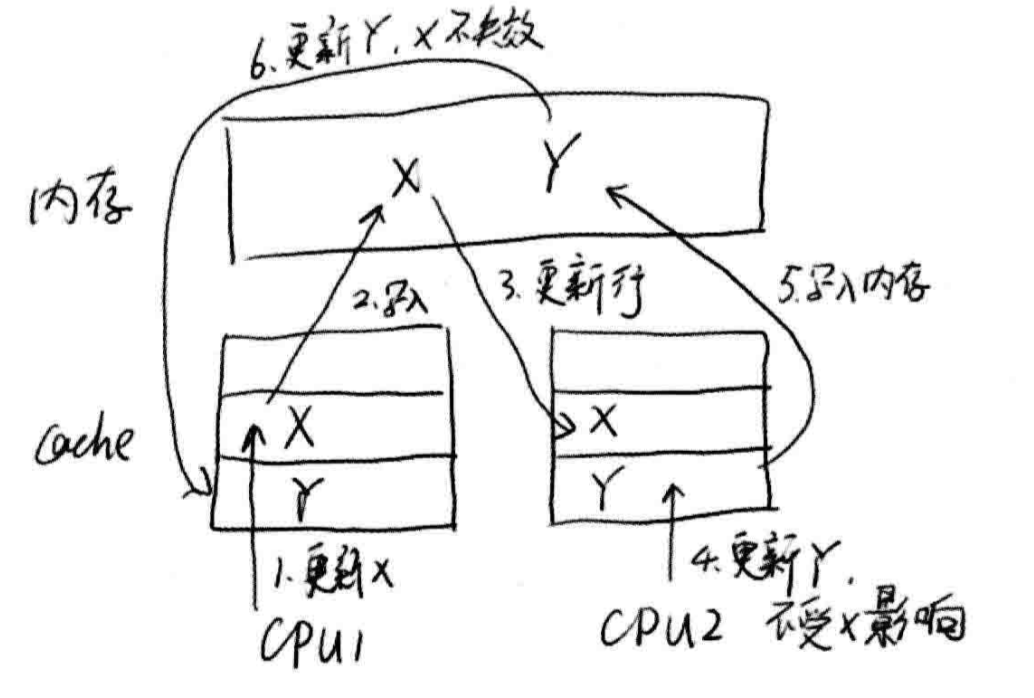 6.更新Y,X不失效
X Y
内存
2.写入
3.更新行
5.写入内存
X
X
Cache
Y
Y
1.更新X
4.更新Y,
不受X影响
CPU1
CPU2